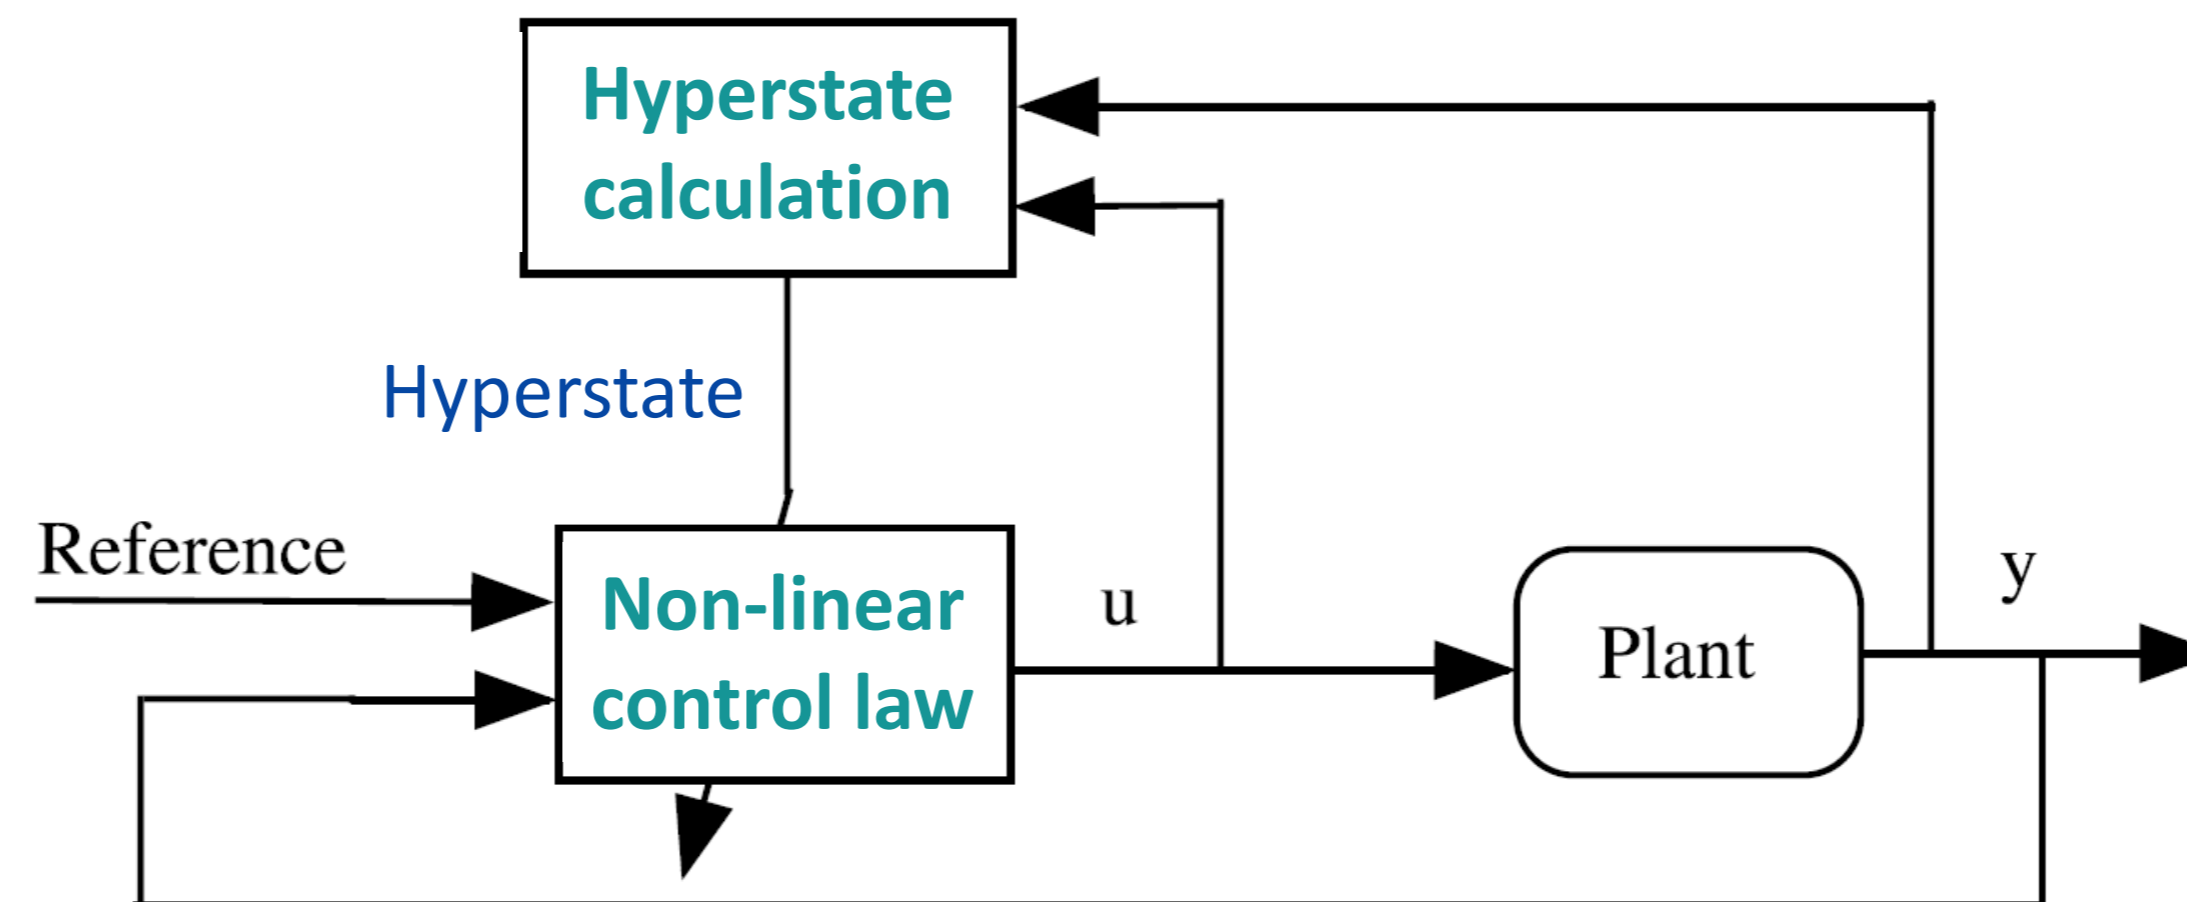 Hyperstate
calculation
Hyperstate
Reference
Non-linear
control law
u
Plant
y